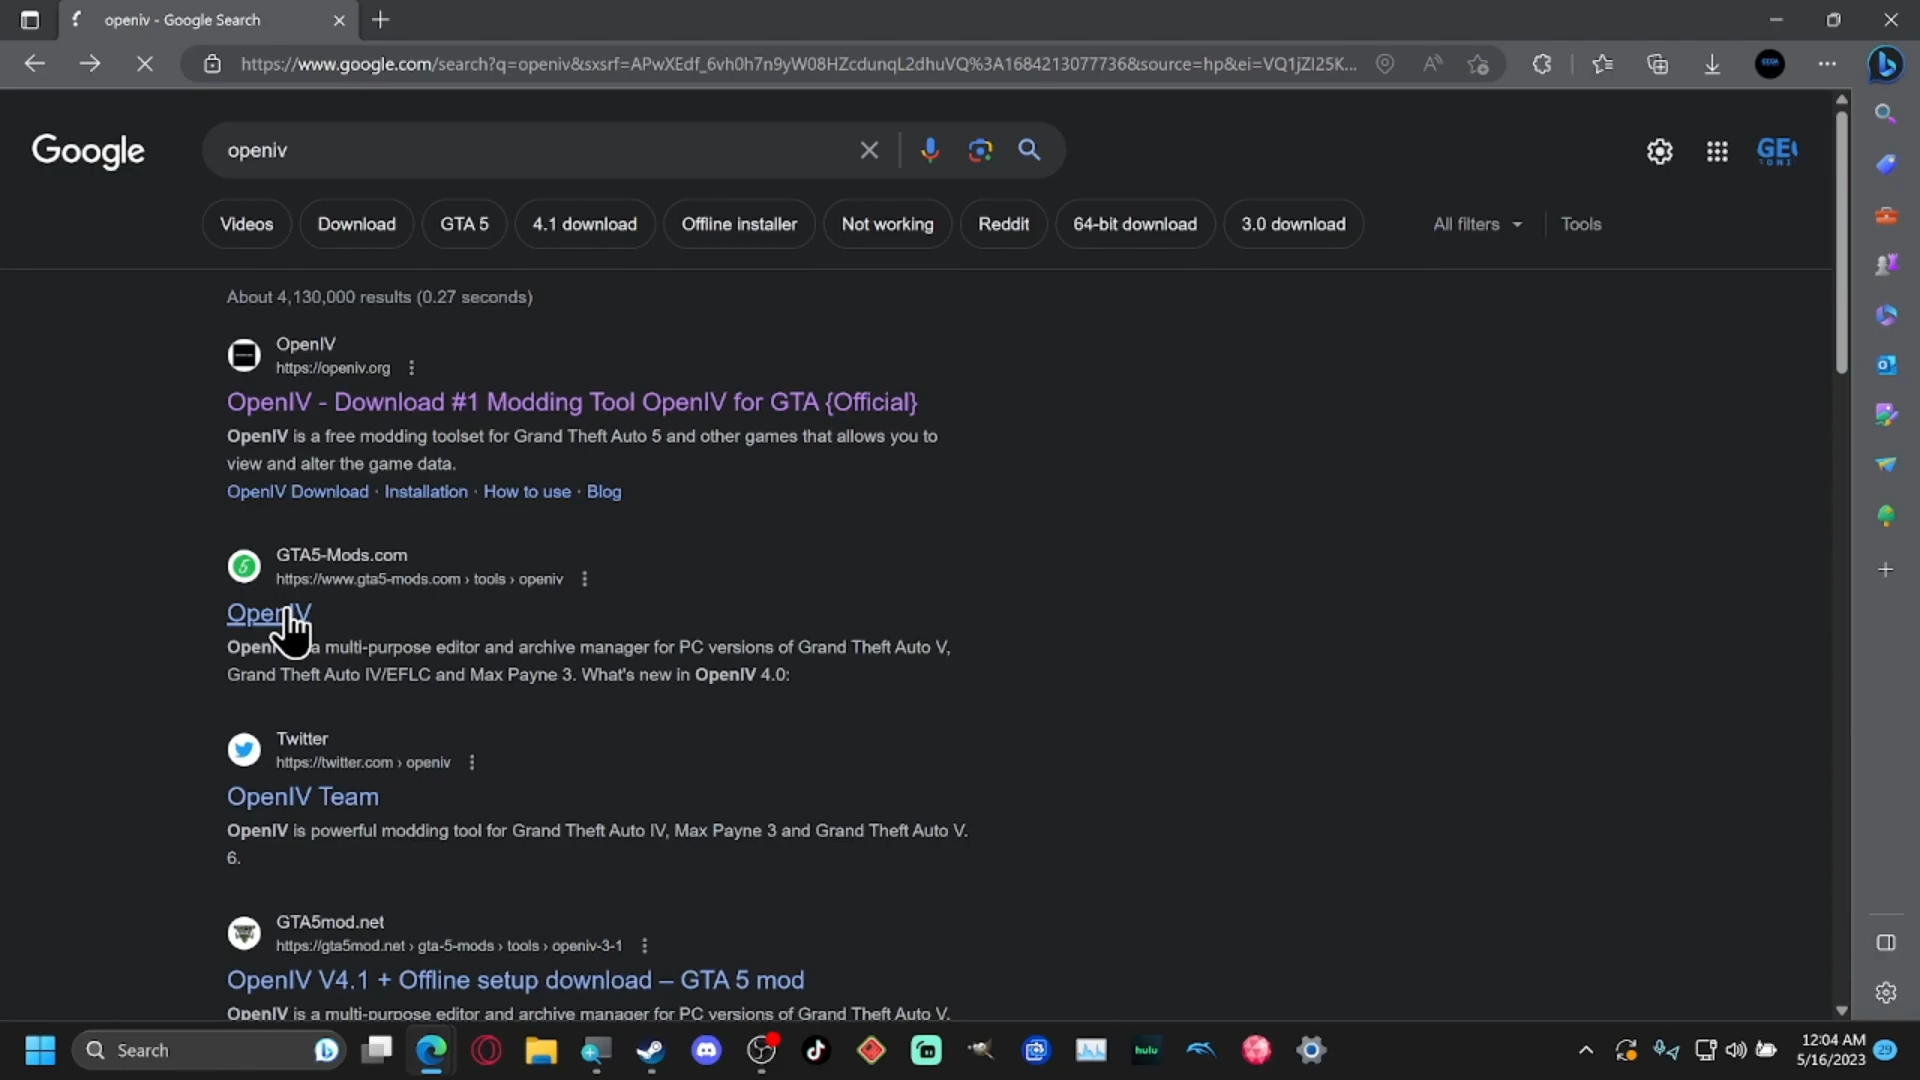 openiv - Google Search
https://www.google.com/search?q=openiv&sxsrf=APwXEdf_6vh0h7n9yW08HZcdunqL2dhuVQ%3A1684213077736&source=hp&ei=VQ1jZI25K...
Google
openiv
Videos
Download
GTA 5
4.1 download
Offline installer
Not working
Reddit
64-bit download
3.0 download
All filters
Tools
About 4,130,000 results (0.27 seconds)
OpenIV
https://openiv.org
OpenIV - Download #1 Modding Tool OpenIV for GTA {Official}
OpenIV is a free modding toolset for Grand Theft Auto 5 and other games that allows you to
view and alter the game data.
OpenIV Download · Installation · How to use · Blog
GTA5-Mods.com
https://www.gta5-mods.com › tools › openiv
OpenIV
a multi-purpose editor and archive manager for PC versions of Grand Theft Auto V,
Grand Theft Auto IV/EFLC and Max Payne 3. What's new in OpenIV 4.0:
Twitter
https://twitter.com › openiv
OpenIV Team
OpenIV is powerful modding tool for Grand Theft Auto IV, Max Payne 3 and Grand Theft Auto V.
6.
GTA5mod.net
https://gta5mod.net › gta-5-mods › tools › openiv-3-1
OpenIV V4.1 + Offline setup download – GTA 5 mod
OpenIV is a multi-purpose editor and archive manager for PC versions of Grand Theft Auto V.
Search
hulu
12:04 AM
5/16/2023
29